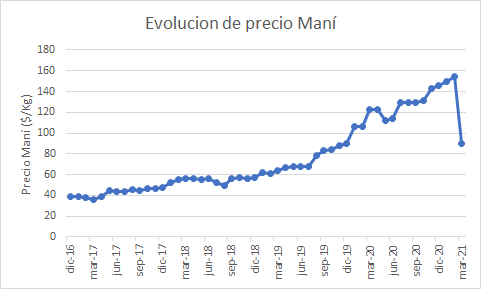 Evolucion de precio Maní
Precio Maní ($/Kg)
180
160
140
120
100
80
60
40
20
0
dic-16
mar-17
jun-17
sep-17
dic-17
mar-18
jun-18
sep-18
dic-18
mar-19
jun-19
sep-19
dic-19
mar-20
jun-20
sep-20
dic-20
mar-21